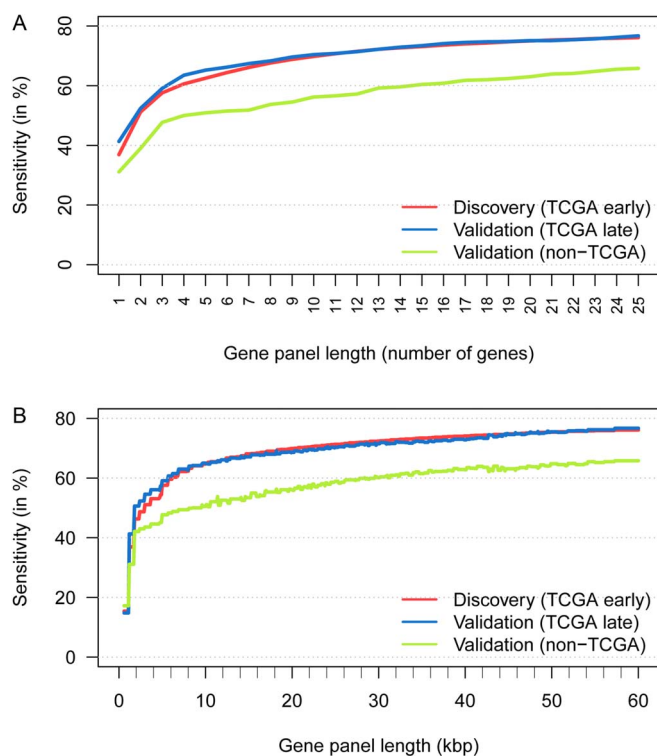 A
Sensitivity (in %)
80
60
40
20
0
Discovery (TCGA early)
Validation (TCGA late)
Validation (non−TCGA)
1 2 3 4 5 6 7 8 9 10 11 12 13 14 15 16 17 18 19 20 21 22 23 24 25
Gene panel length (number of genes)
B
Sensitivity (in %)
80
60
40
20
0
Discovery (TCGA early)
Validation (TCGA late)
Validation (non−TCGA)
0 10 20 30 40 50 60
Gene panel length (kbp)